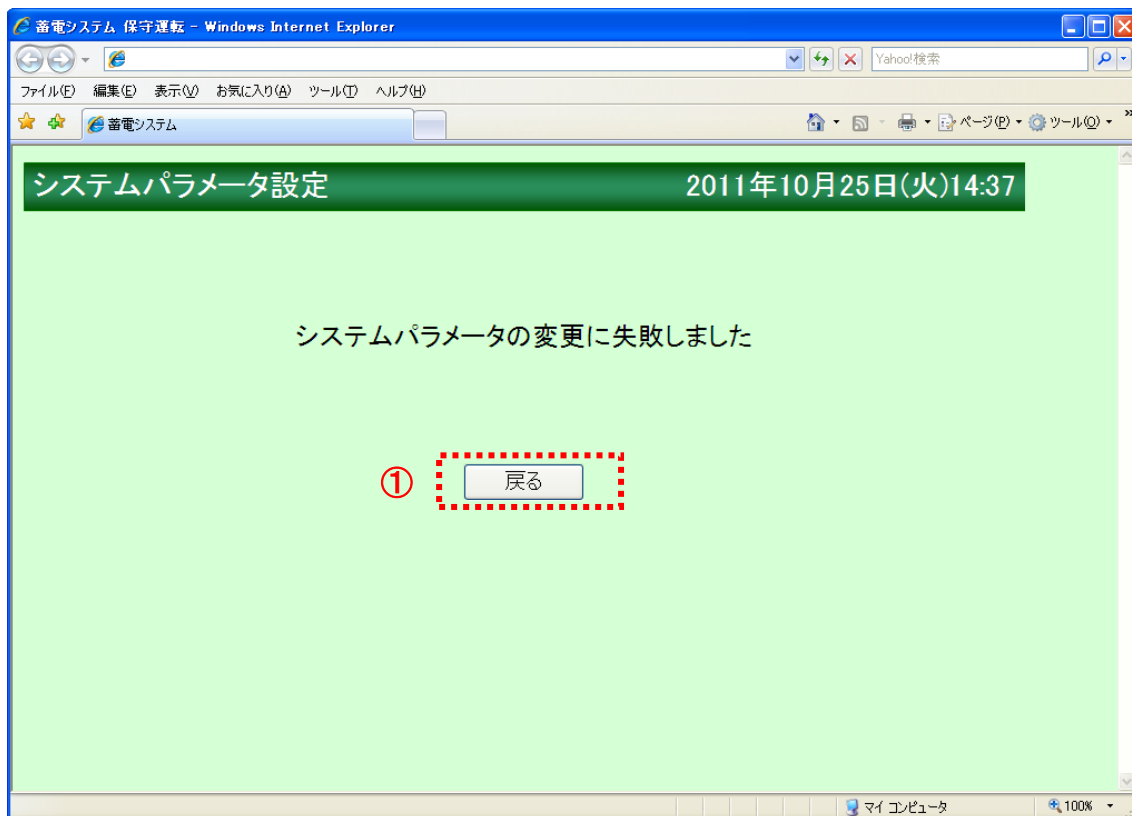 蓄電システム 保守運転 - Windows Internet Explorer
Yahoo!検索
ファイル(F) 編集(E) 表示(V) お気に入り(A) ツール(T) ヘルプ(H)
蓄電システム ページ(P) ツール(O) »
システムパラメータ設定 2011年10月25日(火)14:37
システムパラメータの変更に失敗しました
① 戻る
マイ コンピュータ 100%